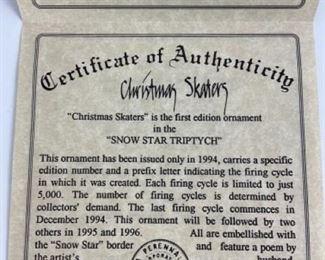 Certificate of Authenticity
Christmas Skaters
"Christmas Skaters" is the first edition ornament
in the
"SNOW STAR TRIPTYCH"
This ornament has been issued only in 1994, carries a specific
edition number and a prefix letter indicating the firing cycle
in which it was created. Each firing cycle is limited to just
5,000. The number of firing cycles is determined by
collectors' demand. The last firing cycle commences in
December 1994. This ornament will be followed by two
others in 1995 and 1996. All are embellished with
the "Snow Star" border and feature a poem by
the artist's husband
PERENNA